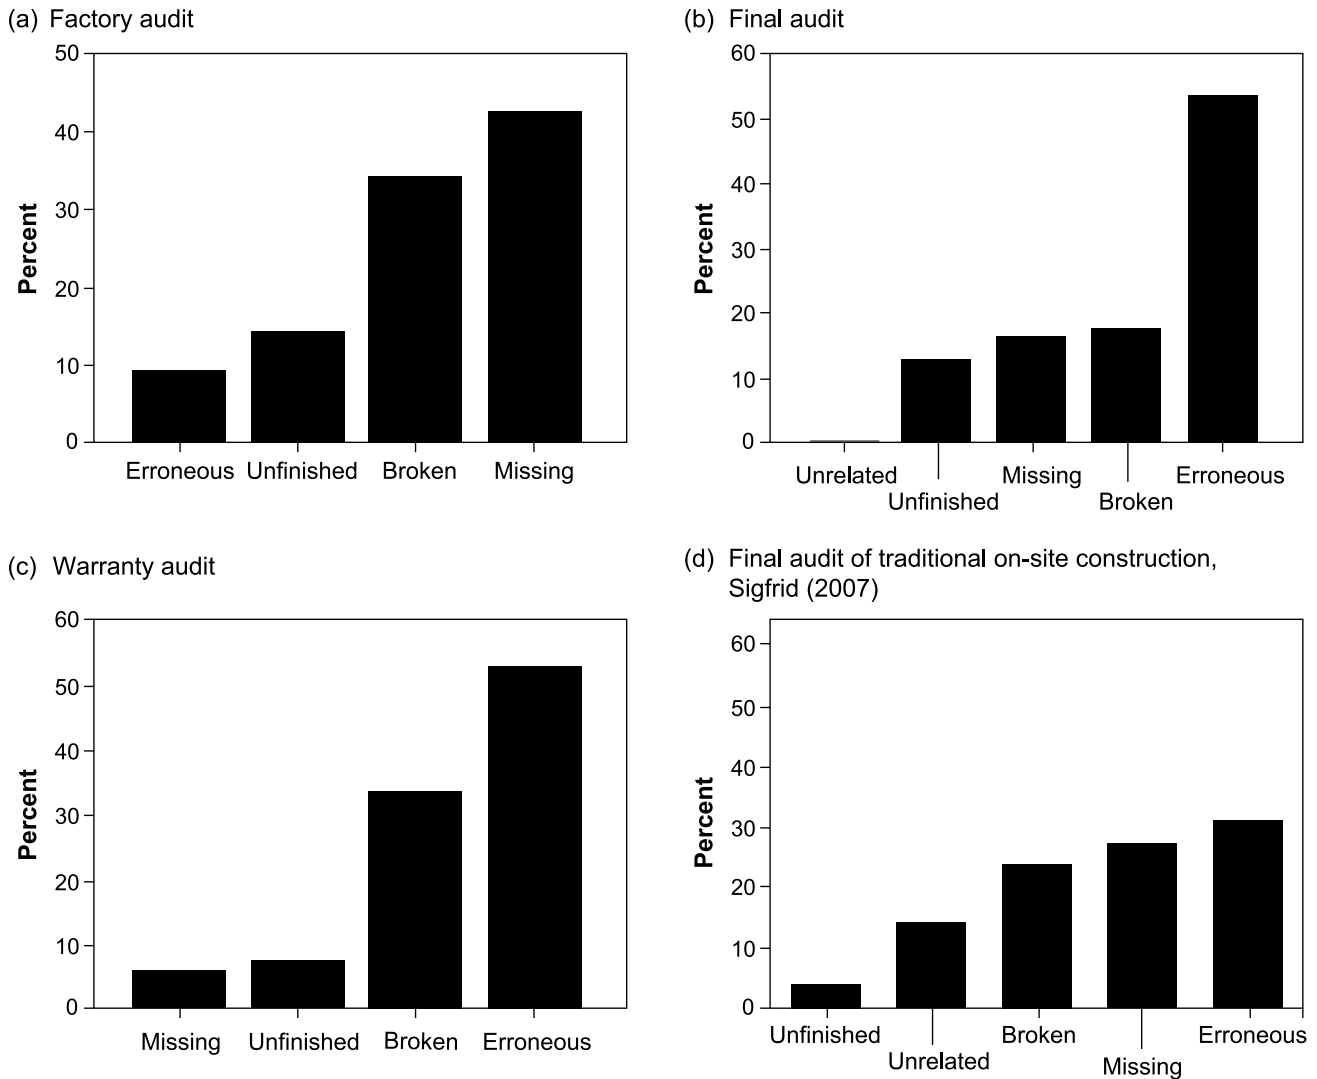 (a) Factory audit
50
40
30
20
10
0
Percent
Erroneous Unfinished Broken Missing
(b) Final audit
60
50
40
30
20
10
0
Percent
Unrelated Missing Erroneous
Unfinished Broken
(c) Warranty audit
60
50
40
30
20
10
0
Percent
Missing Unfinished Broken Erroneous
(d) Final audit of traditional on-site construction,
Sigfrid (2007)
60
50
40
30
20
10
0
Percent
Unfinished Broken Erroneous
Unrelated Missing